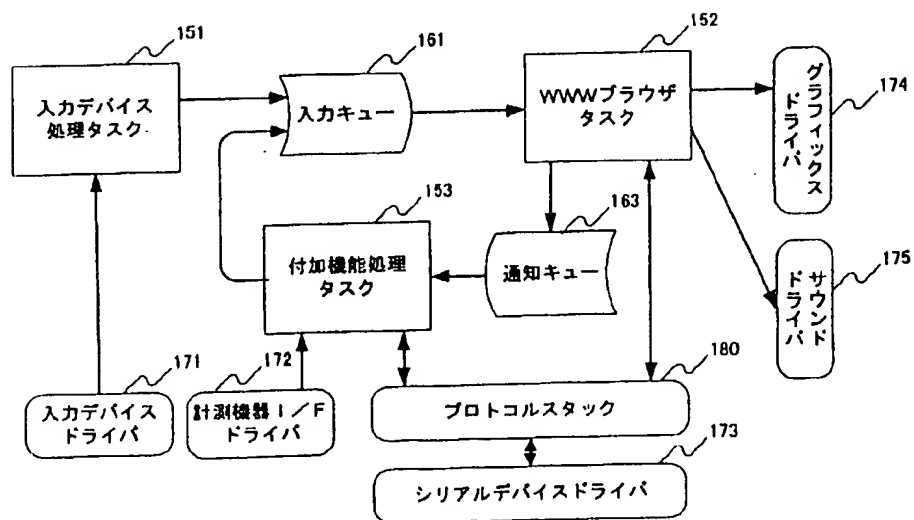 151
入力デバイス
処理タスク
161
入力キュー
152
WWWブラウザ
タスク
グラフィックス
ドライバ
174
153
付加機能処理
タスク
163
通知キュー
サウンド
ドライバ
175
171
入力デバイス
ドライバ
172
計測機器I/F
ドライバ
180
プロトコルスタック
173
シリアルデバイスドライバ